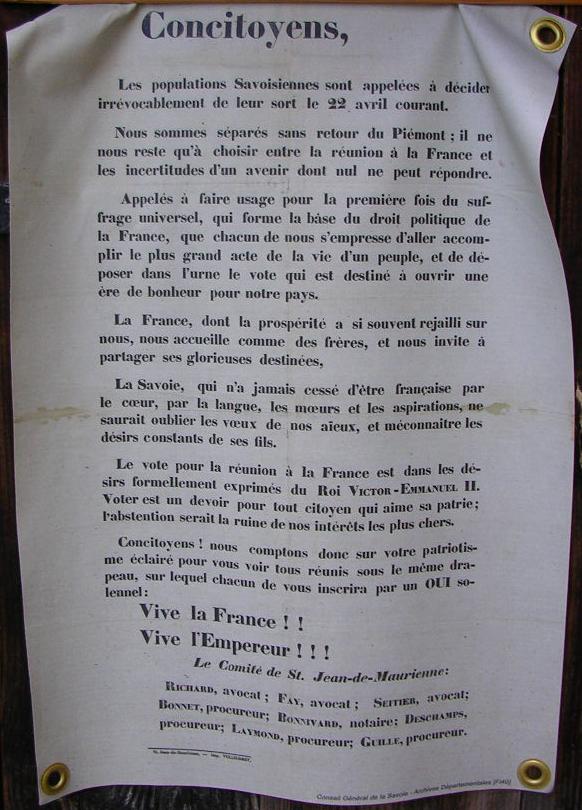 Concitoyens,
Les populations Savoisiennes sont appelées à décider
irrévocablement de leur sort le 22 avril courant.
Nous sommes séparés sans retour du Piémont ; il ne
nous reste qu'à choisir entre la réunion à la France et
les incertitudes d'un avenir dont nul ne peut répondre.
Appelés à faire usage pour la première fois du suf-
frage universel, qui forme la bâse du droit politique de
la France, que chacun de nous s'empresse d'aller accom-
plir le plus grand acte de la vie d'un peuple, et de dé-
poser dans l'urne le vote qui est destiné à ouvrir une
ère de bonheur pour notre pays.
La France, dont la prospérité a si souvent rejailli sur
nous, nous accueille comme des frères, et nous invite à
partager ses glorieuses destinées,
La Savoie, qui n'a jamais cessé d'être française par
le cœur, par la langue, les mœurs et les aspirations, ne
saurait oublier les vœux de nos aïeux, et méconnaitre les
désirs constants de ses fils.
Le vote pour la réunion à la France est dans les dé-
sirs formellement exprimés du Roi VICTOR-EMMANUEL II.
Voter est un devoir pour tout citoyen qui aime sa patrie ;
l'abstention serait la ruine de nos intérêts les plus chers.
Concitoyens ! nous comptons donc sur votre patriotis-
me éclairé pour vous voir tous réunis sous le même dra-
peau, sur lequel chacun de vous inscrira par un OUI so-
lennel :
Vive la France ! !
Vive l'Empereur ! ! !
Le Comité de St. Jean-de-Maurienne :
RICHARD, avocat ; FAY, avocat ; SEITIER, avocat;
BONNET, procureur; BONNIVARD, notaire; DESCHAMPS,
procureur; LAYMOND, procureur; GUILLE, procureur.
St. Jean-de-Maurienne, — Imp.
Conseil Général de la Savoie - Archives Départementales